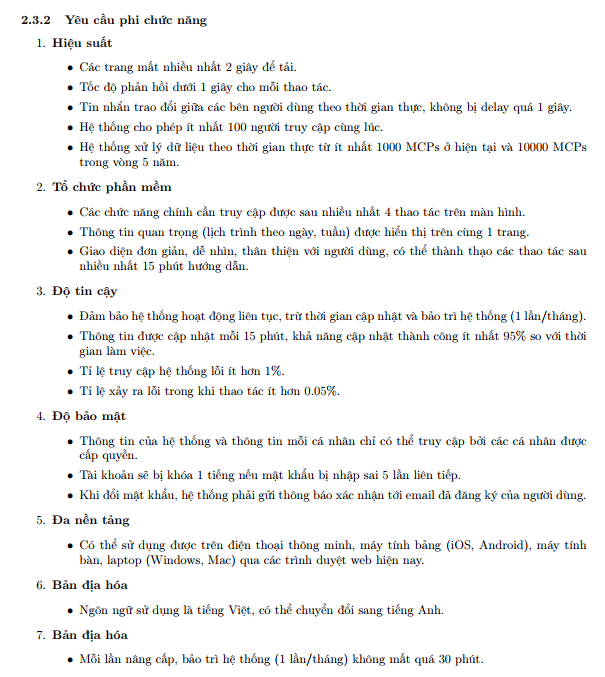 2.3.2 Yêu cầu phi chức năng
1. Hiệu suất
• Các trang mất nhiều nhất 2 giây để tải.
• Tốc độ phản hồi dưới 1 giây cho mỗi thao tác.
• Tin nhắn trao đổi giữa các bên người dùng theo thời gian thực, không bị delay quá 1 giây.
• Hệ thống cho phép ít nhất 100 người truy cập cùng lúc.
• Hệ thống xử lý dữ liệu theo thời gian thực từ ít nhất 1000 MCPs ở hiện tại và 10000 MCPs
trong vòng 5 năm.
2. Tổ chức phần mềm
• Các chức năng chính cần truy cập được sau nhiều nhất 4 thao tác trên màn hình.
• Thông tin quan trọng (lịch trình theo ngày, tuần) được hiển thị trên cùng 1 trang.
• Giao diện đơn giản, dễ nhìn, thân thiện với người dùng, có thể thành thạo các thao tác sau
nhiều nhất 15 phút hướng dẫn.
3. Độ tin cậy
• Đảm bảo hệ thống hoạt động liên tục, trừ thời gian cập nhật và bảo trì hệ thống (1 lần/tháng).
• Thông tin được cập nhật mỗi 15 phút, khả năng cập nhật thành công ít nhất 95% so với thời
gian làm việc.
• Tỉ lệ truy cập hệ thống lỗi ít hơn 1%.
• Tỉ lệ xảy ra lỗi trong khi thao tác ít hơn 0.05%.
4. Độ bảo mật
• Thông tin của hệ thống và thông tin mỗi cá nhân chỉ có thể truy cập bởi các cá nhân được
cấp quyền.
• Tài khoản sẽ bị khóa 1 tiếng nếu mật khẩu bị nhập sai 5 lần liên tiếp.
• Khi đổi mật khẩu, hệ thống phải gửi thông báo xác nhận tới email đã đăng ký của người dùng.
5. Đa nền tảng
• Có thể sử dụng được trên điện thoại thông minh, máy tính bảng (iOS, Android), máy tính
bàn, laptop (Windows, Mac) qua các trình duyệt web hiện nay.
6. Bản địa hóa
• Ngôn ngữ sử dụng là tiếng Việt, có thể chuyển đổi sang tiếng Anh.
7. Bản địa hóa
• Mỗi lần nâng cấp, bảo trì hệ thống (1 lần/tháng) không mất quá 30 phút.